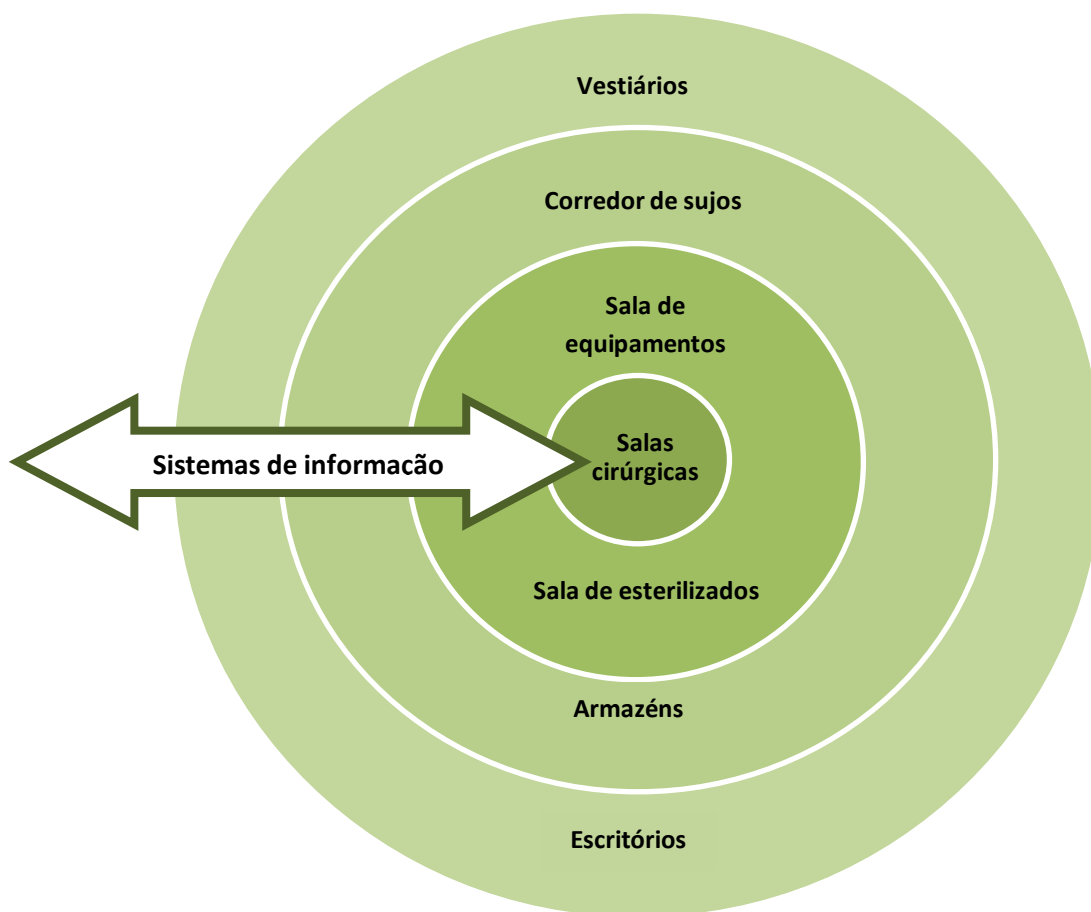 Vestiários
Corredor de sujos
Sala de
equipamentos
Salas
cirúrgicas
Sistemas de informacão
Sala de esterilizados
Armazéns
Escritórios